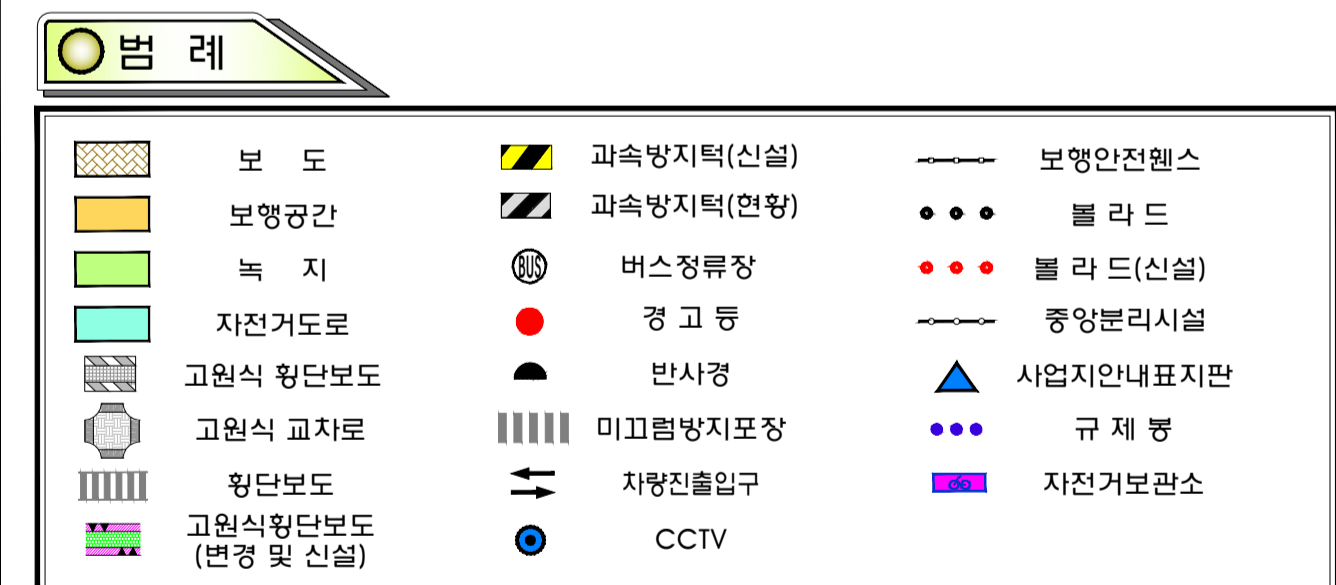 범 례
보 도
보행공간
녹 지
자전거도로
고원식 횡단보도
고원식 교차로
횡단보도
고원식횡단보도
(변경 및 신설)
과속방지턱(신설)
과속방지턱(현황)
BUS 버스정류장
경 고 등
반사경
미끄럼방지포장
차량진출입구
CCTV
보행안전휀스
볼 라 드
볼 라 드(신설)
중앙분리시설
사업지안내표지판
규 제 봉
자전거보관소